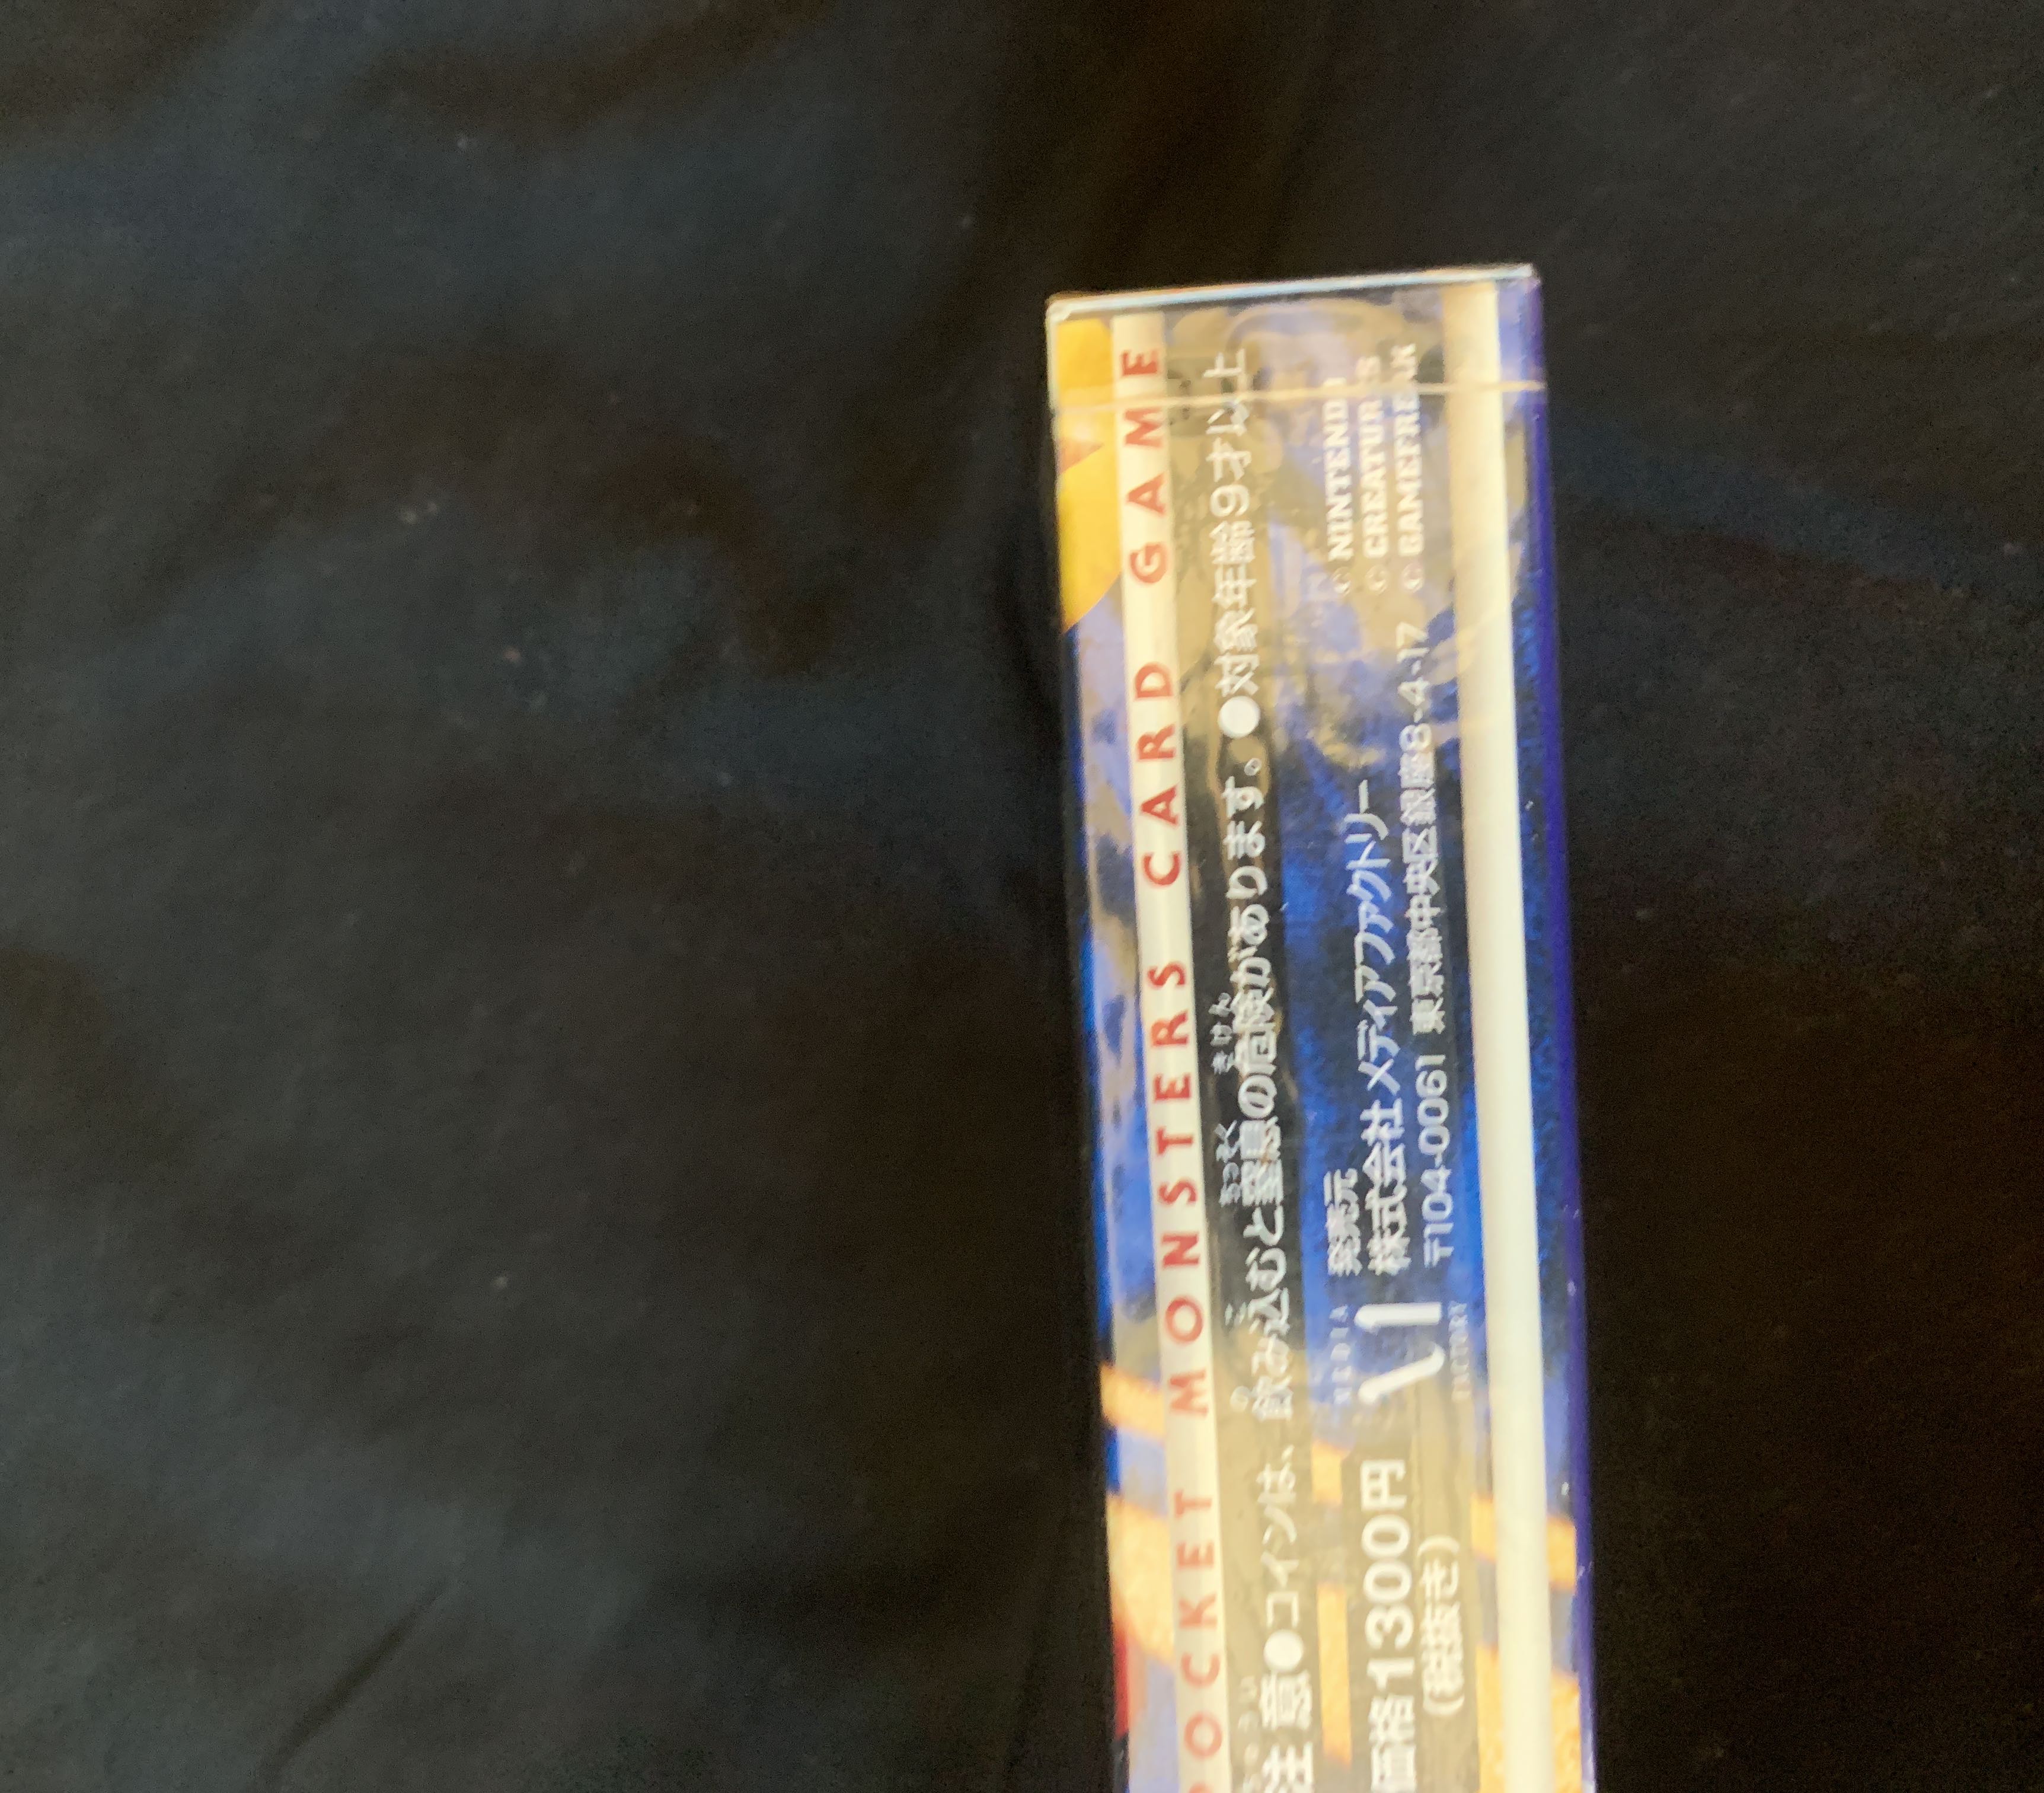 POCKET MONSTERS CARD GAME
注意●コインは、飲み込むと窒息の危険があります。●対象年齢9才以上
価格1300円
(税抜き)
MEDIA
FACTORY
発売元
株式会社メディアファクトリー
〒104-0061 東京都中央区銀座8-4-17
© NINTENDO
© CREATURES
© GAMEFREAK